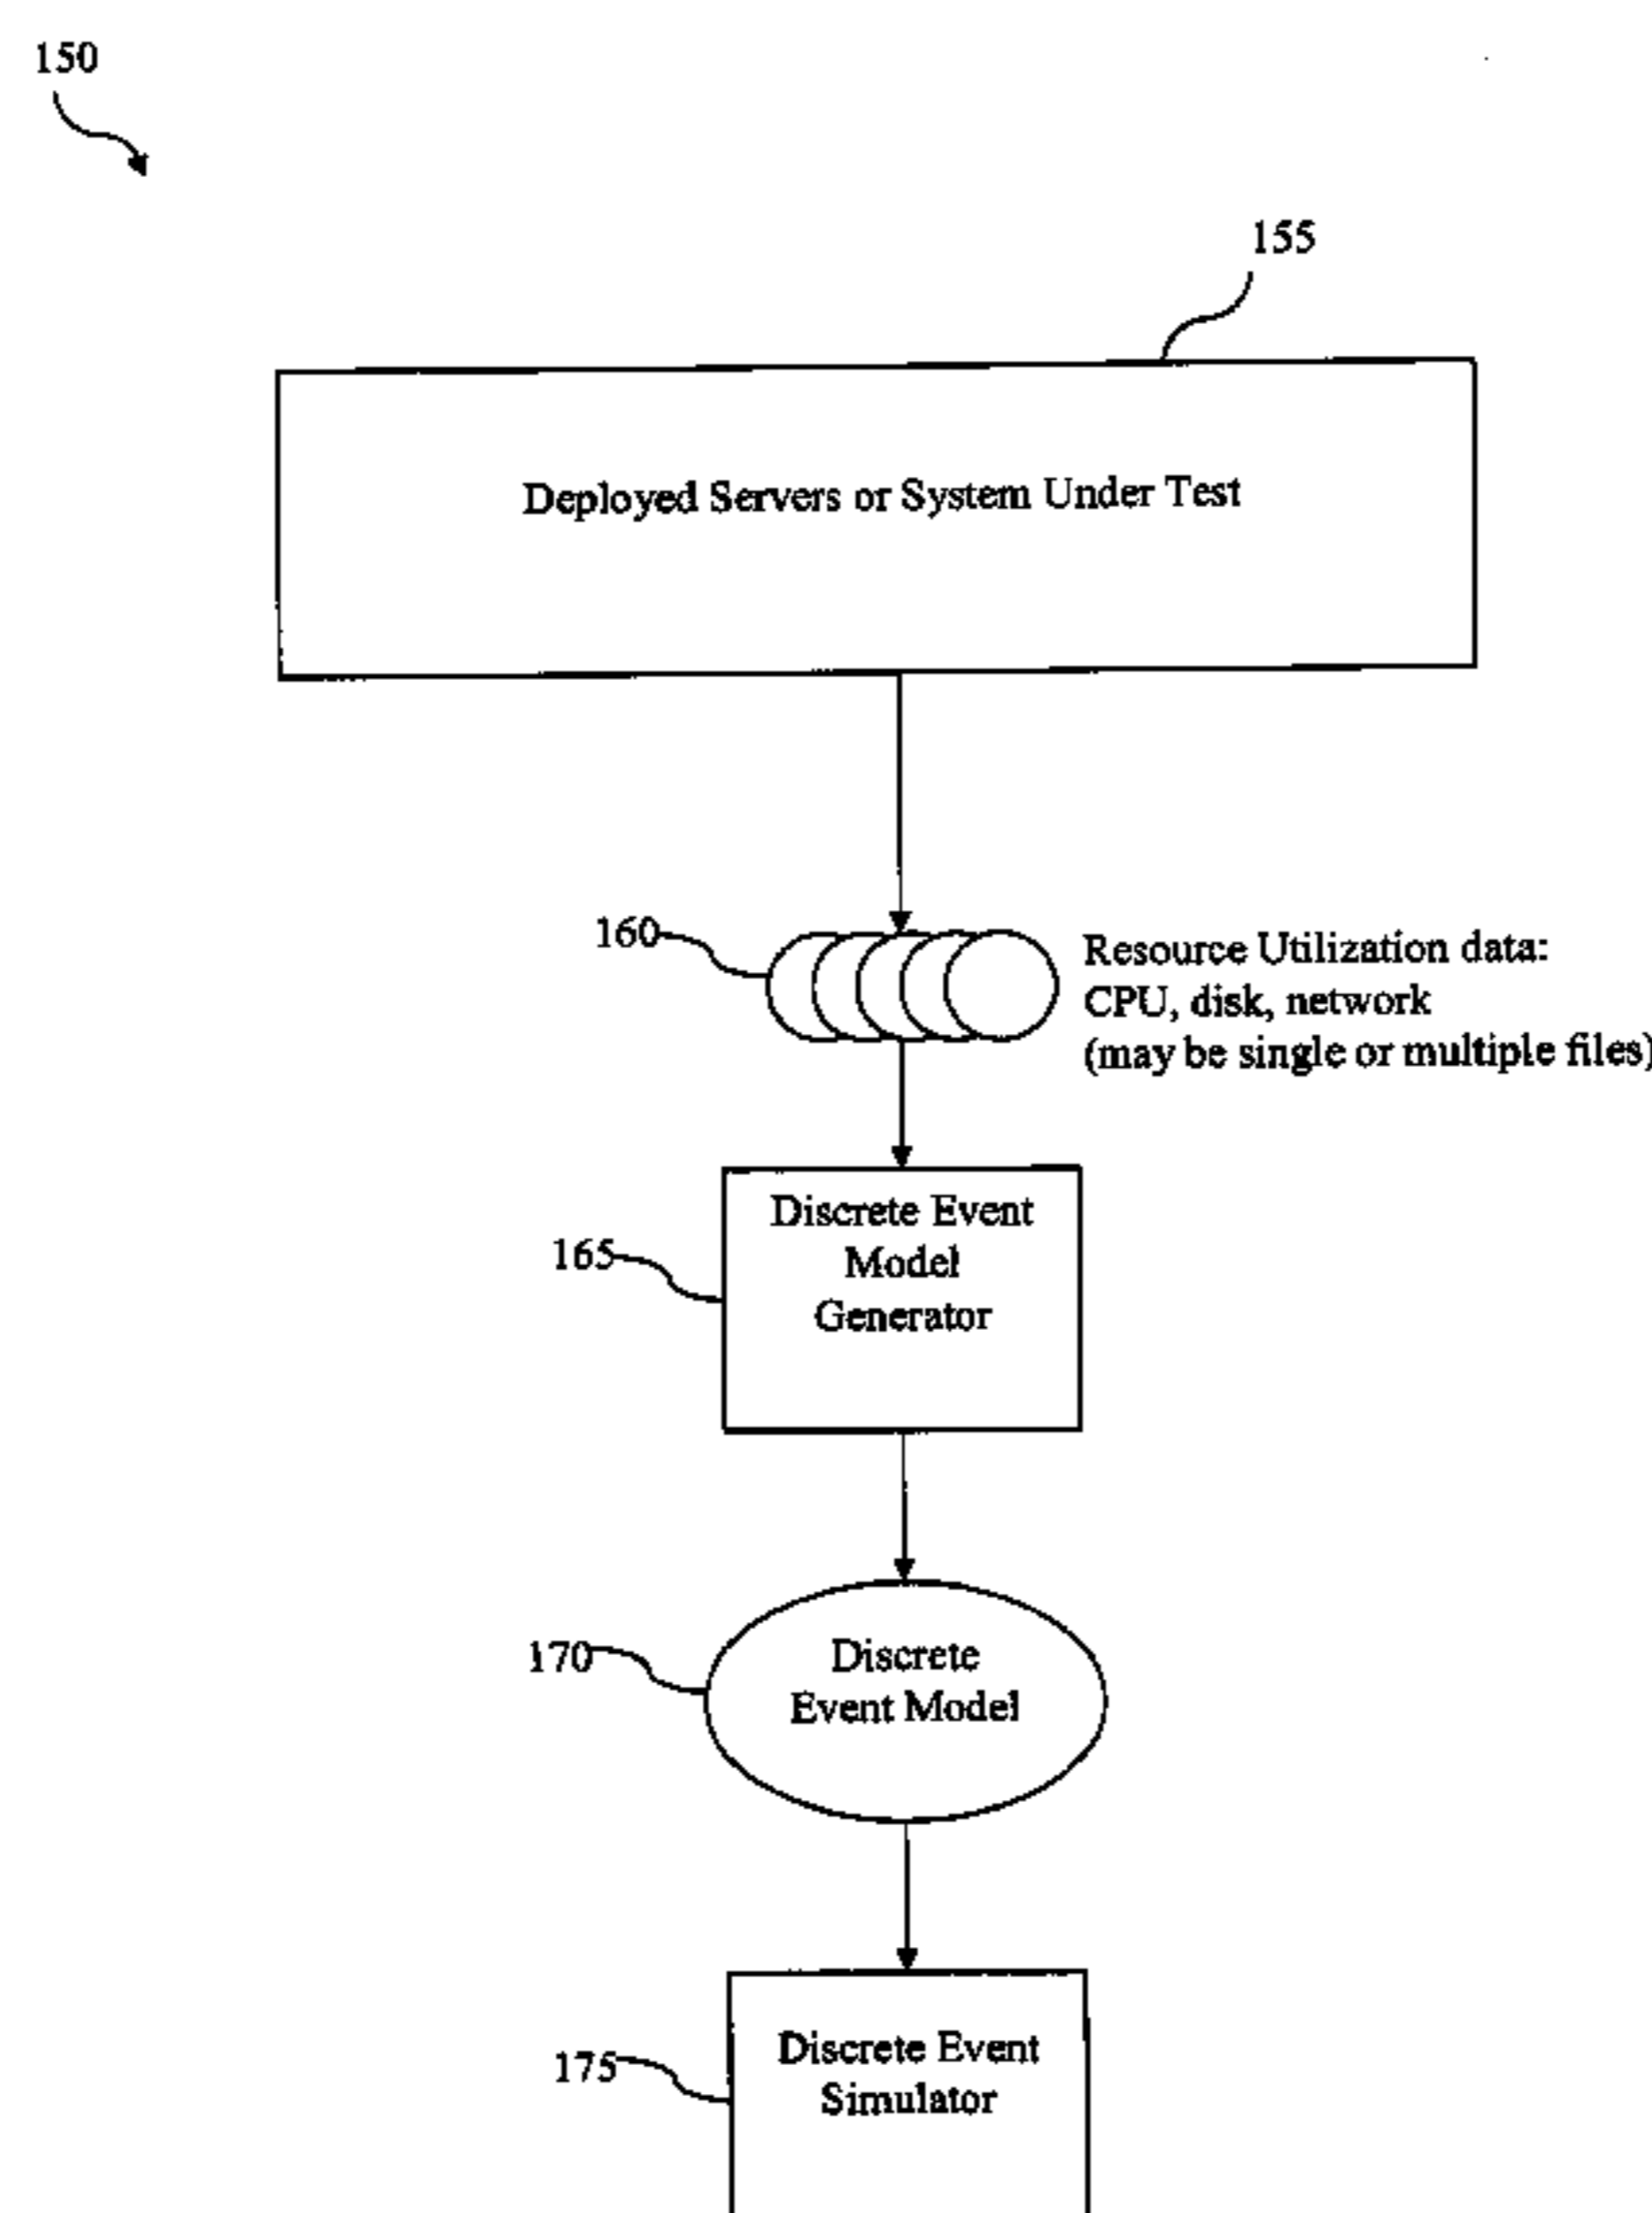 150
155
Deployed Servers or System Under Test
160
Resource Utilization data:
CPU, disk, network
(may be single or multiple files)
165
Discrete Event
Model
Generator
170
Discrete
Event Model
175
Discrete Event
Simulator